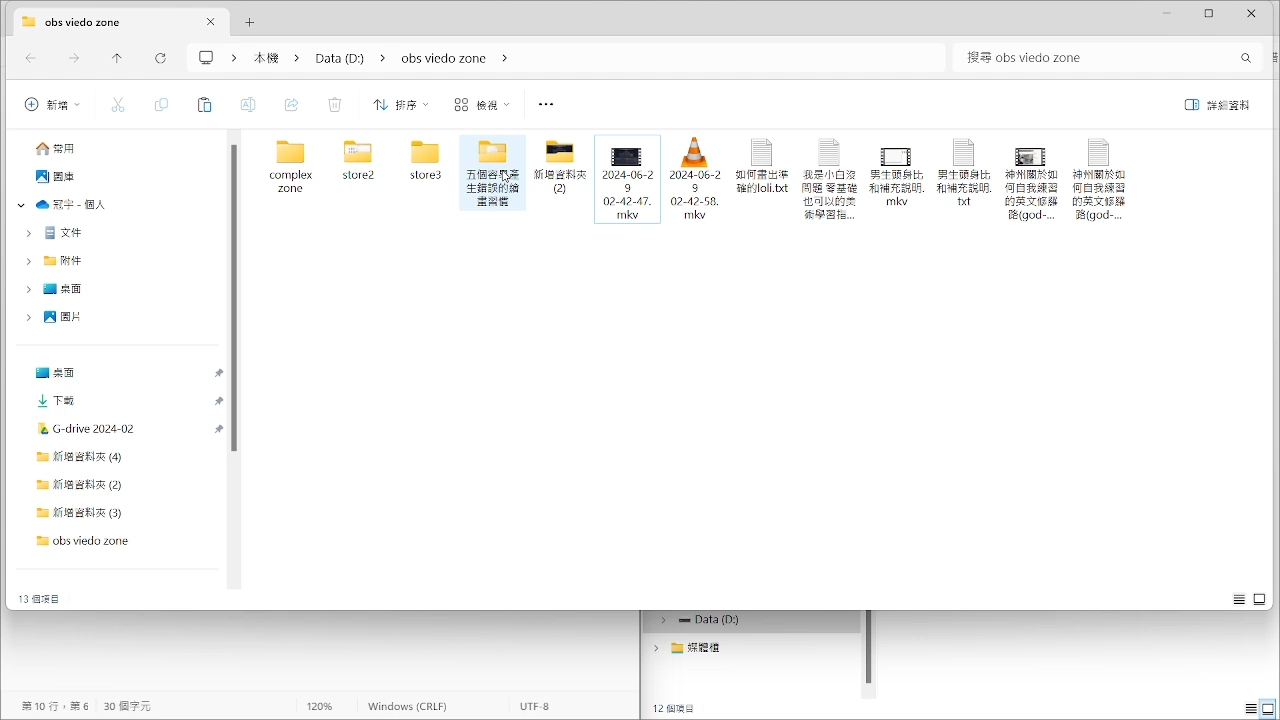 obs viedo zone
本機
Data (D:)
obs viedo zone
搜尋 obs viedo zone
新增
排序
檢視
詳細資料
常用
圖庫
冠宇 - 個人
文件
附件
桌面
圖片
桌面
下載
G-drive 2024-02
新增資料夾 (4)
新增資料夾 (2)
新增資料夾 (3)
obs viedo zone
complex
zone
store2
store3
五個容易產
生錯誤的繪
畫習慣
新增資料夾
(2)
2024-06-2
9
02-42-47.
mkv
2024-06-2
9
02-42-58.
mkv
如何畫出準
確的loli.txt
我是小白沒
問題 零基礎
也可以的美
術學習指...
男生頭身比
和補充說明.
mkv
男生頭身比
和補充說明.
txt
神州關於如
何自我練習
的英文修羅
路(god-...
神州關於如
何自我練習
的英文修羅
路(god-...
13 個項目
Data (D:)
媒體櫃
第 10 行，第 6
30 個字元
120%
Windows (CRLF)
UTF-8
12 個項目